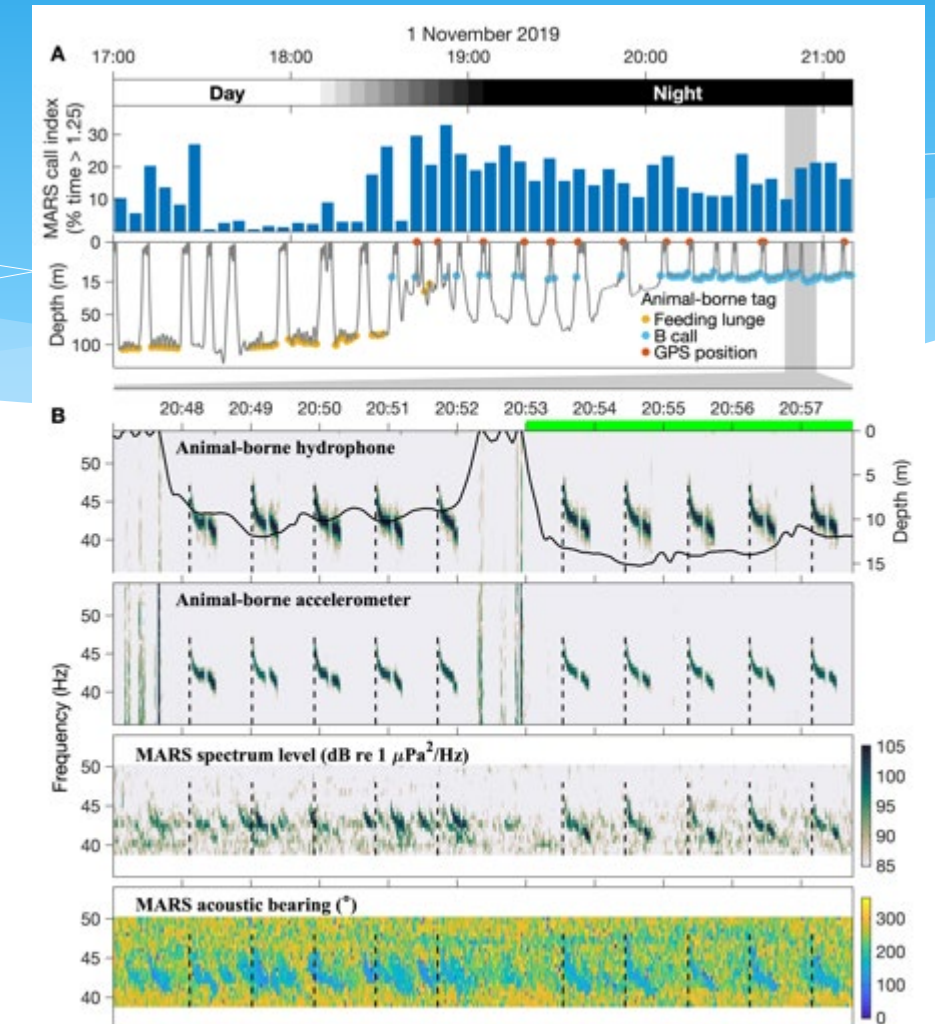 1 November 2019
A
17:00 18:00 19:00 20:00 21:00
Day Night
MARS call index
(% time > 1.25)
30
20
10
Depth (m)
0
15
50
100
Animal-borne tag
Feeding lunge
B call
GPS position
B
20:48 20:49 20:50 20:51 20:52 20:53 20:54 20:55 20:56 20:57
Animal-borne hydrophone
50
45
40
0
5
10
15
Depth (m)
Animal-borne accelerometer
50
45
40
Frequency (Hz)
MARS spectrum level (dB re 1 μPa²/Hz)
50
45
40
105
100
95
90
85
MARS acoustic bearing (°)
50
45
40
300
200
100
0